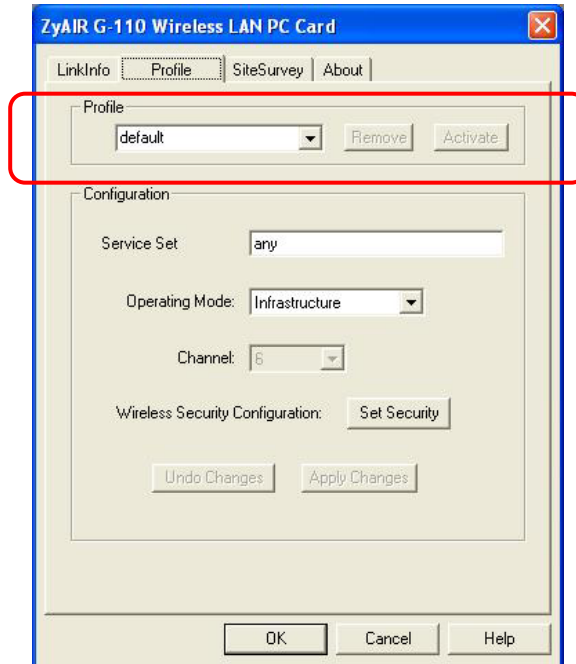 ZyAIR G-110 Wireless LAN PC Card
LinkInfo Profile SiteSurvey About
Profile
default Remove Activate
Configuration
Service Set any
Operating Mode: Infrastructure
Channel: 6
Wireless Security Configuration: Set Security
Undo Changes Apply Changes
OK Cancel Help